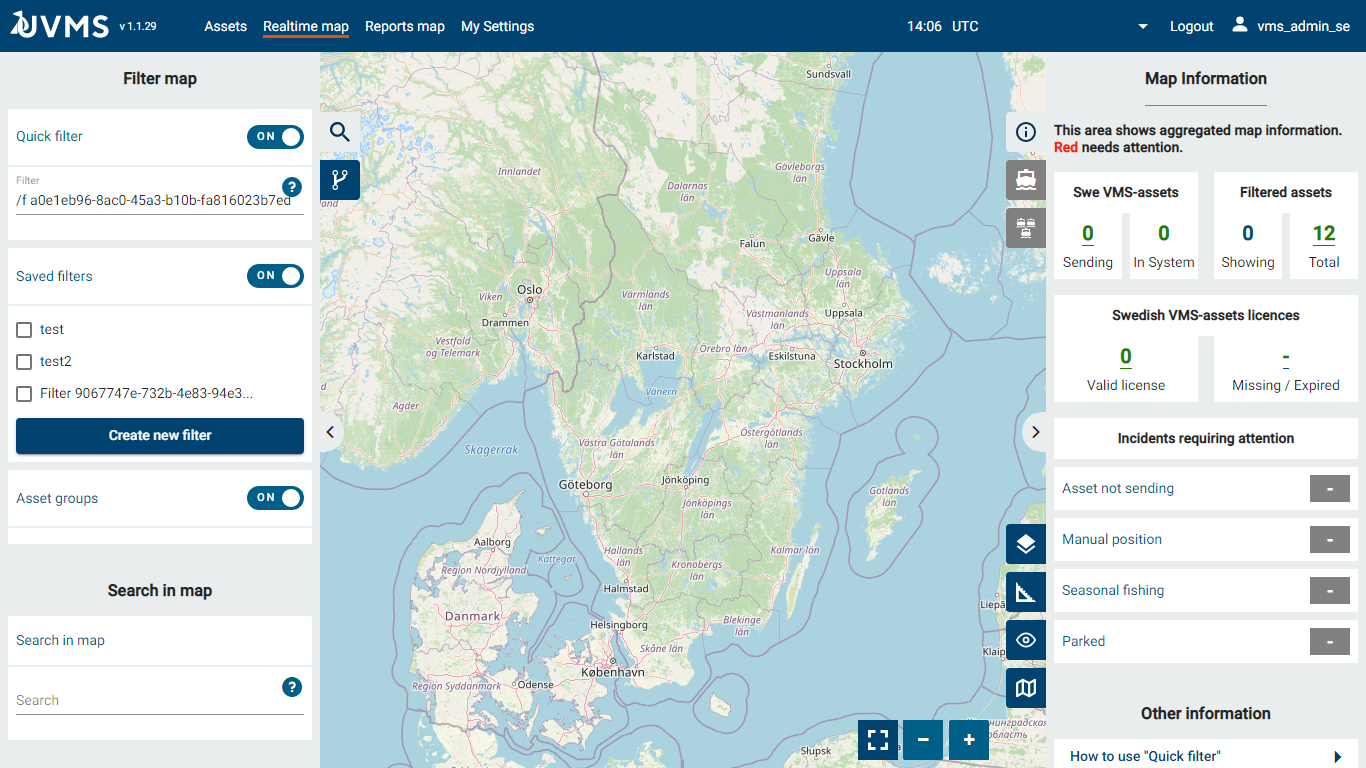 UVMS v 1.1.29 Assets Realtime map Reports map My Settings 14:06 UTC Logout vms_admin_se
Filter map
Quick filter ON
Filter
/f a0e1eb96-8ac0-45a3-b10b-fa816023b7ed
?
Saved filters ON
test
test2
Filter 9067747e-732b-4e83-94e3...
Create new filter
Asset groups ON
Search in map
Search in map
Search ?
Sundsvall
Innlandet
Gävleborgs
län
Dalarnas
län
Falun
Gävle
Uppsala
län
Oslo
Viken
Värmlands
län
Drammen
Västmanlands
län
Uppsala
Vestfold
og Telemark
Örebro län
Karlstad
Eskilstuna
Stockholm
Vänern
Agder
Skagerrak
Västra Götalands
län
Östergötlands
län
Göteborg
Jönköping
Gotlands
län
Jönköpings
län
Aalborg
Hallands
län
Kalmar län
Kattegat
Region Nordjylland
Kronobergs
län
Halmstad
Liepā
Danmark
Helsingborg
Blekinge
län
Skåne län
Klaip
København
Region Syddanmark
Odense
Słupsk
нинградская
область
Map Information
This area shows aggregated map information.
Red needs attention.
Swe VMS-assets
0 0
Sending In System
Filtered assets
0 12
Showing Total
Swedish VMS-assets licences
0 -
Valid license Missing / Expired
Incidents requiring attention
Asset not sending -
Manual position -
Seasonal fishing -
Parked -
Other information
How to use "Quick filter"